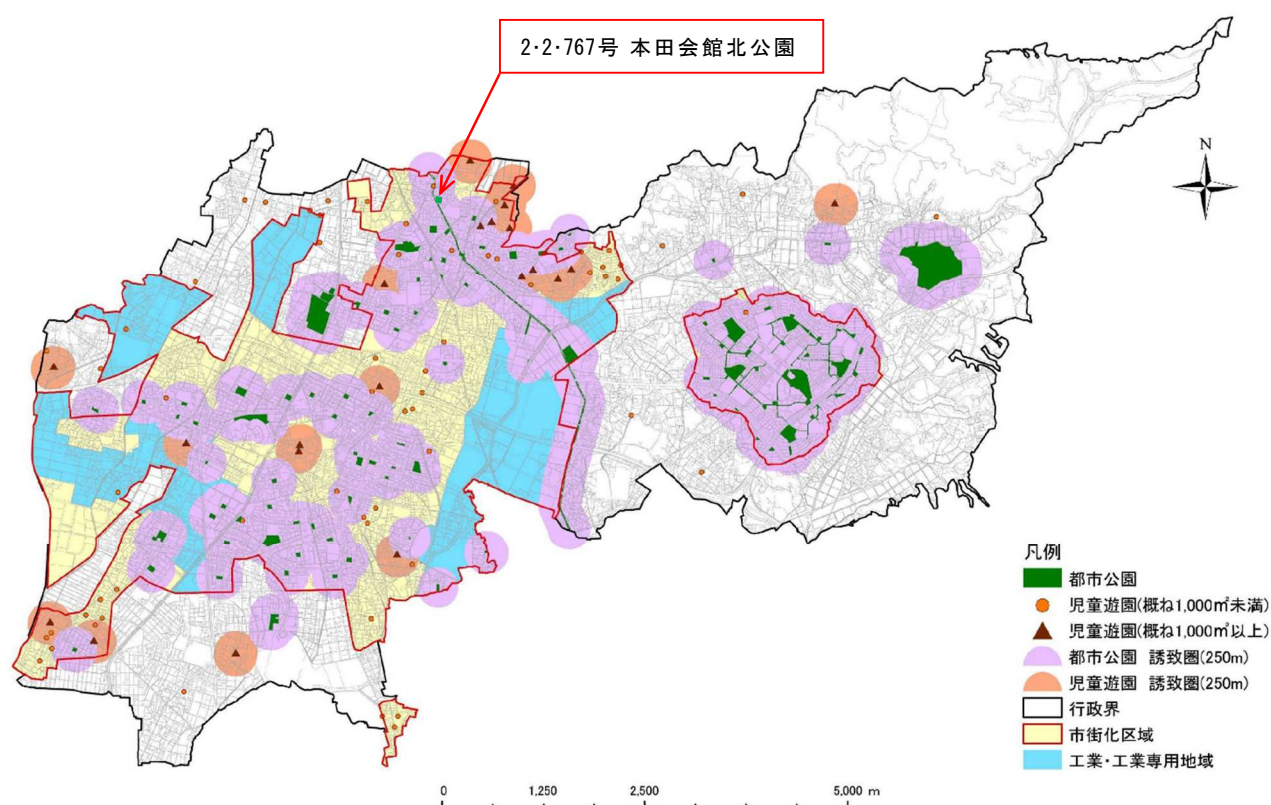 2・2・767号 本田会館北公園
N
凡例
都市公園
児童遊園(概ね1,000㎡未満)
児童遊園(概ね1,000㎡以上)
都市公園 誘致圏(250m)
児童遊園 誘致圏(250m)
行政界
市街化区域
工業・工業専用地域
0 1,250 2,500 5,000 m